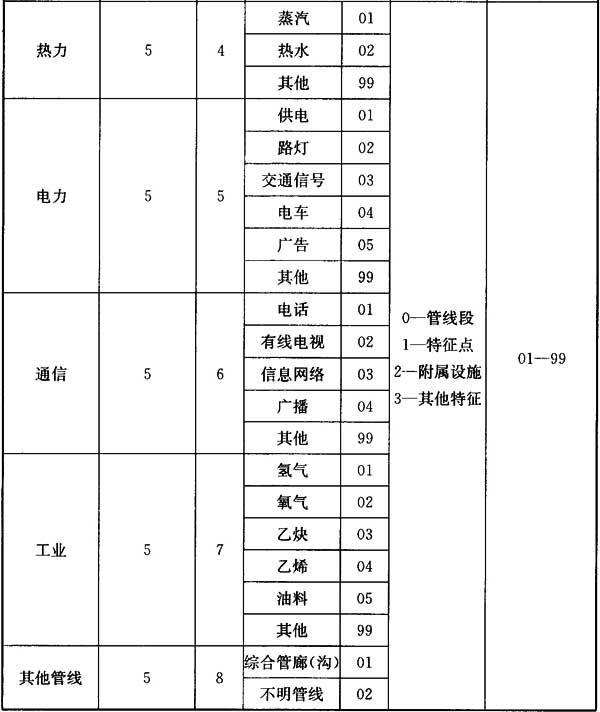 热力 5 4 蒸汽 01
热水 02
其他 99
电力 5 5 供电 01
路灯 02
交通信号 03
电车 04
广告 05
其他 99
通信 5 6 电话 01
有线电视 02
信息网络 03
广播 04
其他 99
工业 5 7 氢气 01
氧气 02
乙炔 03
乙烯 04
油料 05
其他 99
其他管线 5 8 综合管廊(沟) 01
不明管线 02
0—管线段
1—特征点
2—附属设施
3—其他特征
01—99